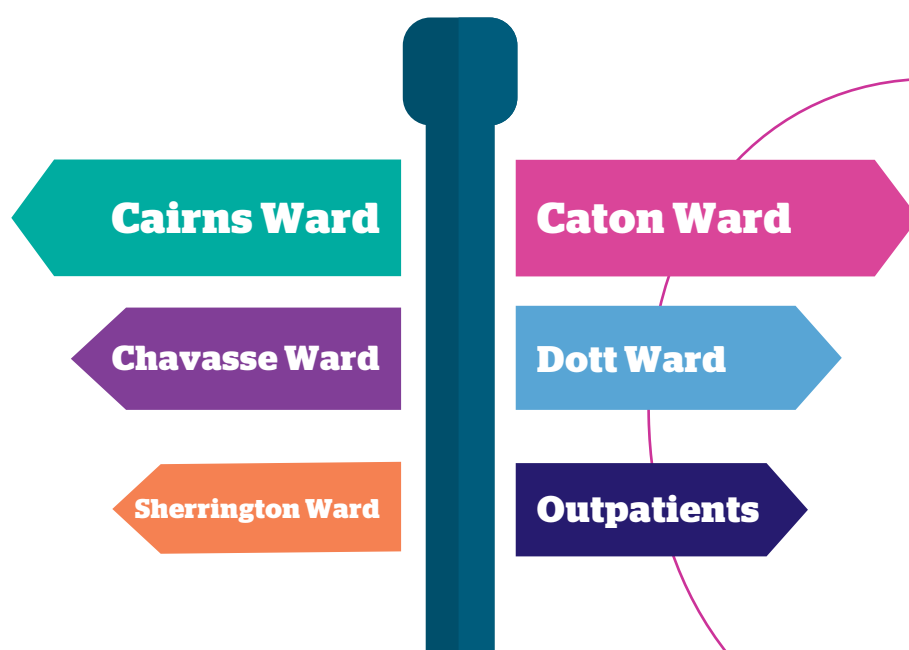 Cairns Ward
Caton Ward
Chavasse Ward
Dott Ward
Sherrington Ward
Outpatients